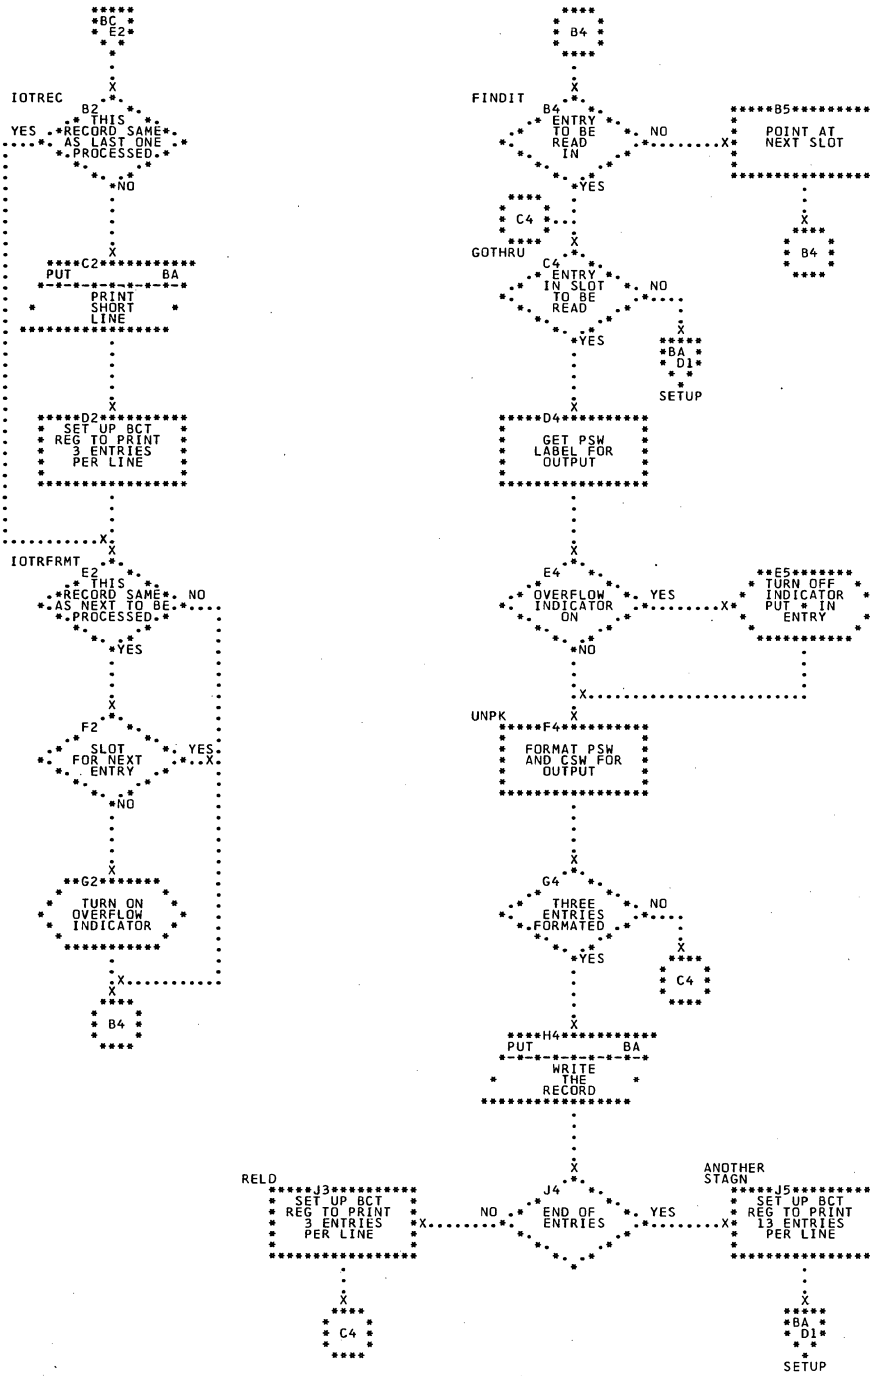 BC
E2
IOTREC
B2
THIS
RECORD SAME
AS LAST ONE
PROCESSED
YES
NO
C2
PUT BA
PRINT
SHORT
LINE
D2
SET UP BCT
REG TO PRINT
3 ENTRIES
PER LINE
IOTRFRMT
E2
THIS
RECORD SAME
AS NEXT TO BE
PROCESSED
NO
YES
F2
SLOT
FOR NEXT
ENTRY
YES
NO
G2
TURN ON
OVERFLOW
INDICATOR
B4
B4
FINDIT
B4
ENTRY
TO BE
READ
IN
NO
YES
B5
POINT AT
NEXT SLOT
B4
C4
GOTHRU
C4
ENTRY
IN SLOT
TO BE
READ
NO
YES
BA
D1
SETUP
D4
GET PSW
LABEL FOR
OUTPUT
E4
OVERFLOW
INDICATOR
ON
YES
NO
E5
TURN OFF
INDICATOR
PUT * IN
ENTRY
UNPK
F4
FORMAT PSW
AND CSW FOR
OUTPUT
G4
THREE
ENTRIES
FORMATED
NO
YES
C4
H4
PUT BA
WRITE
THE
RECORD
J4
END OF
ENTRIES
NO
YES
RELD
J3
SET UP BCT
REG TO PRINT
3 ENTRIES
PER LINE
C4
ANOTHER
STAGN
J5
SET UP BCT
REG TO PRINT
13 ENTRIES
PER LINE
BA
D1
SETUP